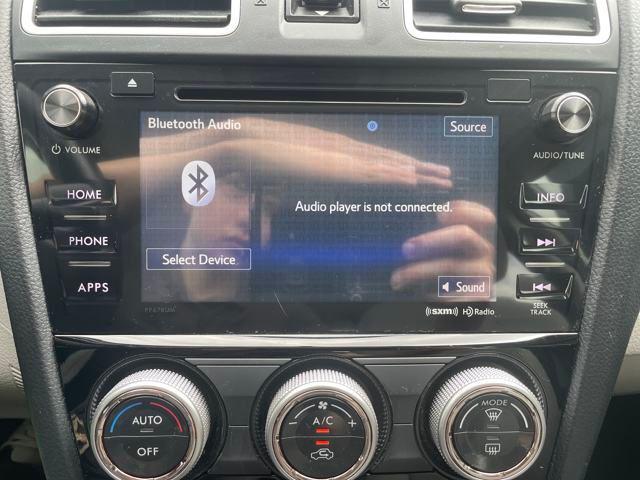 Bluetooth Audio
Source
VOLUME
AUDIO/TUNE
HOME
INFO
Audio player is not connected.
PHONE
Select Device
APPS
Sound
SEEK
TRACK
((sxm)) HD Radio
AUTO
OFF
A/C
- +
MODE